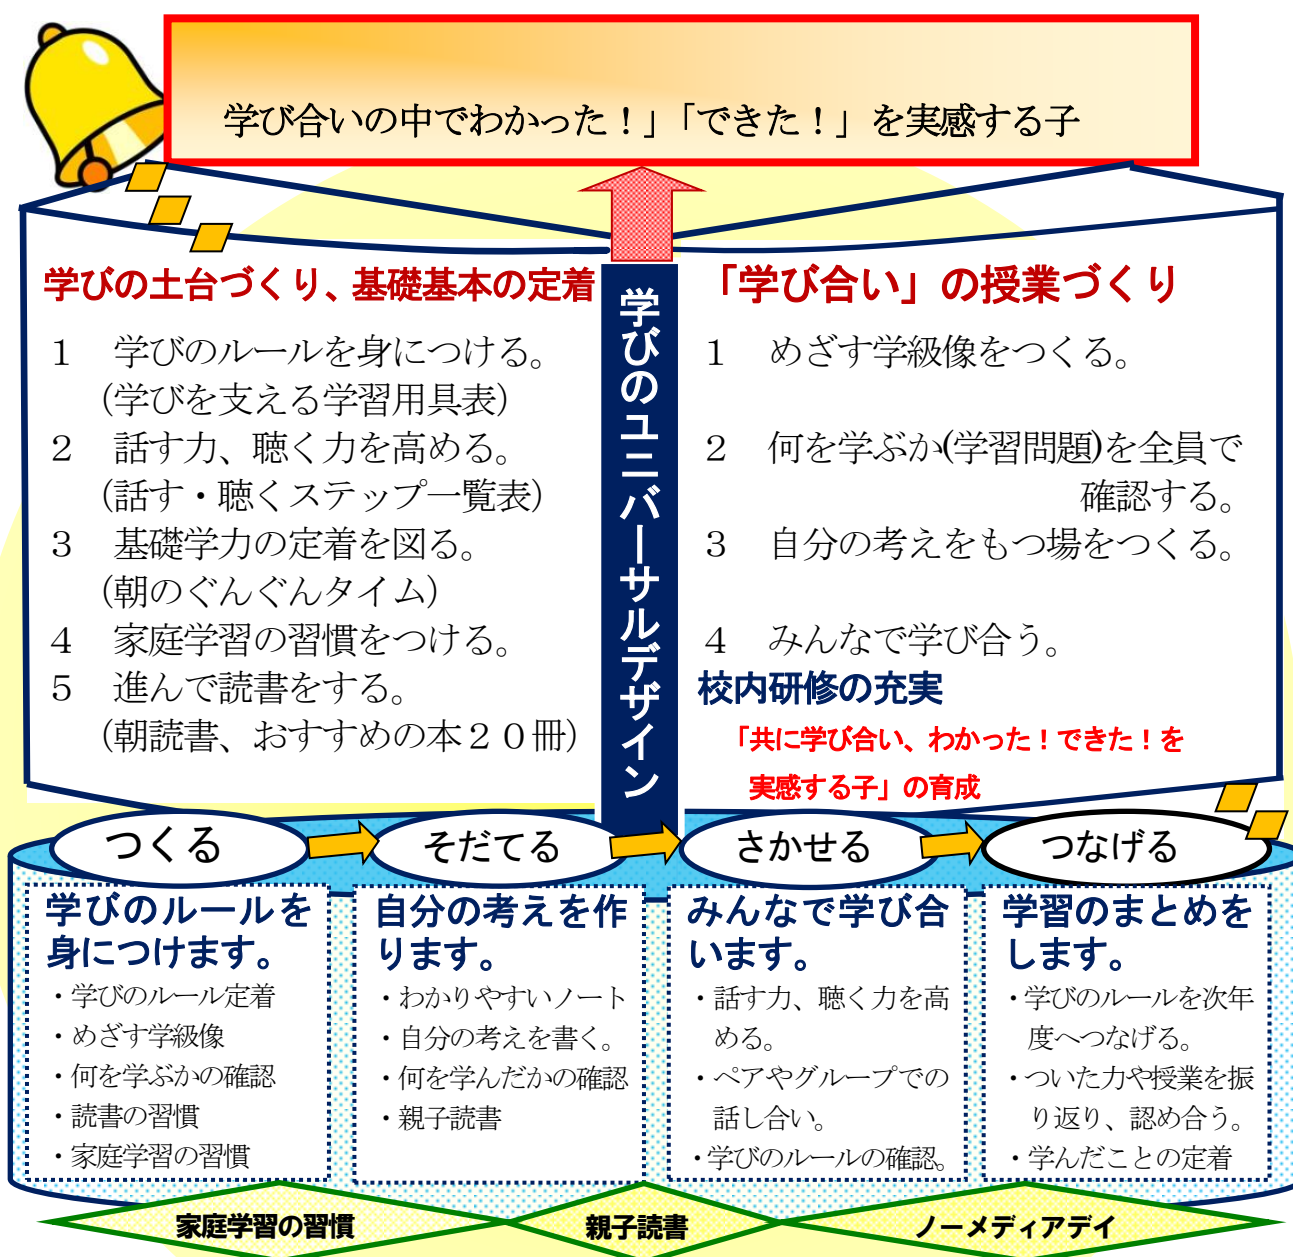 学び合いの中でわかった！」「できた！」を実感する子
学びの土台づくり、基礎基本の定着
１　学びのルールを身につける。
（学びを支える学習用具表）
２　話す力、聴く力を高める。
（話す・聴くステップ一覧表）
３　基礎学力の定着を図る。
（朝のぐんぐんタイム）
４　家庭学習の習慣をつける。
５　進んで読書をする。
（朝読書、おすすめの本２０冊）
学びのユニバーサルデザイン
「学び合い」の授業づくり
１　めざす学級像をつくる。
２　何を学ぶか(学習問題)を全員で
確認する。
３　自分の考えをもつ場をつくる。
４　みんなで学び合う。
校内研修の充実
「共に学び合い、わかった！できた！を
実感する子」の育成
つくる
そだてる
さかせる
つなげる
学びのルールを
身につけます。
・学びのルール定着
・めざす学級像
・何を学ぶかの確認
・読書の習慣
・家庭学習の習慣
自分の考えを作
ります。
・わかりやすいノート
・自分の考えを書く。
・何を学んだかの確認
・親子読書
みんなで学び合
います。
・話す力、聴く力を高
める。
・ペアやグループでの
話し合い。
・学びのルールの確認。
学習のまとめを
します。
・学びのルールを次年
度へつなげる。
・ついた力や授業を振
り返り、認め合う。
・学んだことの定着
家庭学習の習慣
親子読書
ノーメディアデイ